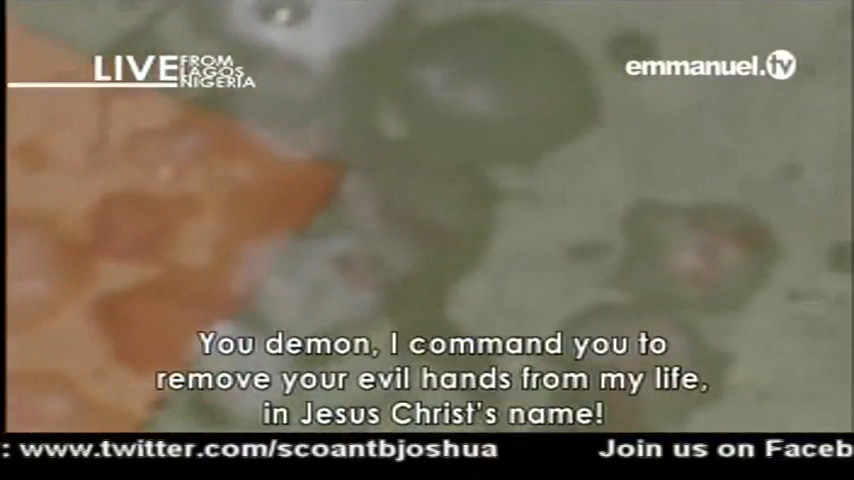 LIVE FROM
LAGOS
NIGERIA
emmanuel.tv
You demon, I command you to
remove your evil hands from my life,
in Jesus Christ's name!
: www.twitter.com/scoantbjoshua Join us on Faceb